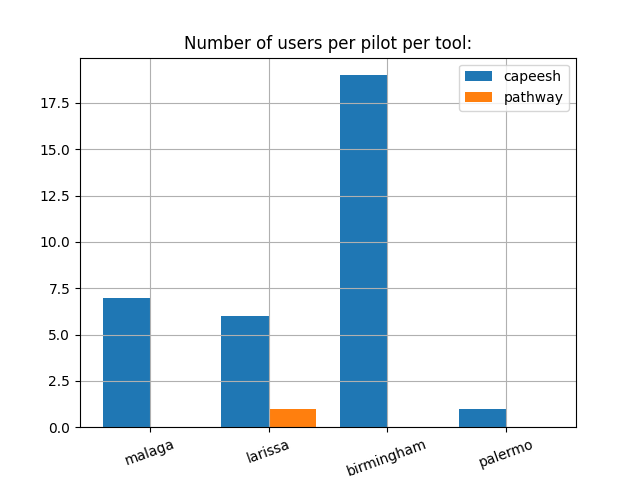 Number of users per pilot per tool:
capeesh
pathway
17.5
15.0
12.5
10.0
7.5
5.0
2.5
0.0
malaga
larissa
birmingham
palermo